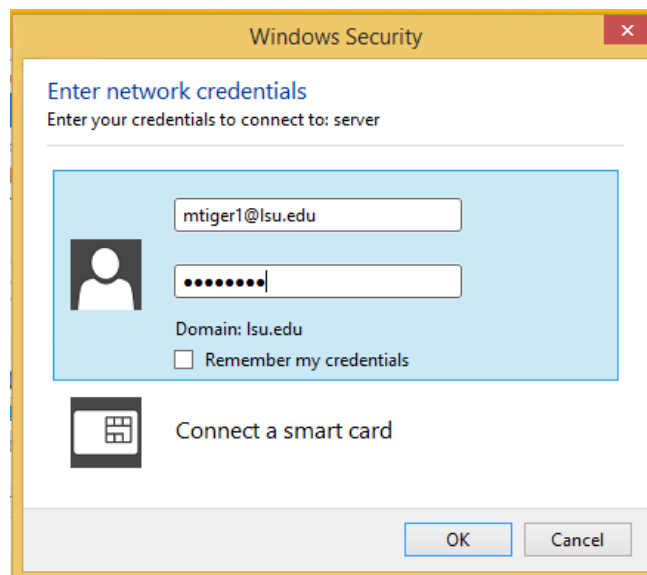 Windows Security
Enter network credentials
Enter your credentials to connect to: server
mtiger1@lsu.edu
••••••••
Domain: lsu.edu
Remember my credentials
Connect a smart card
OK
Cancel